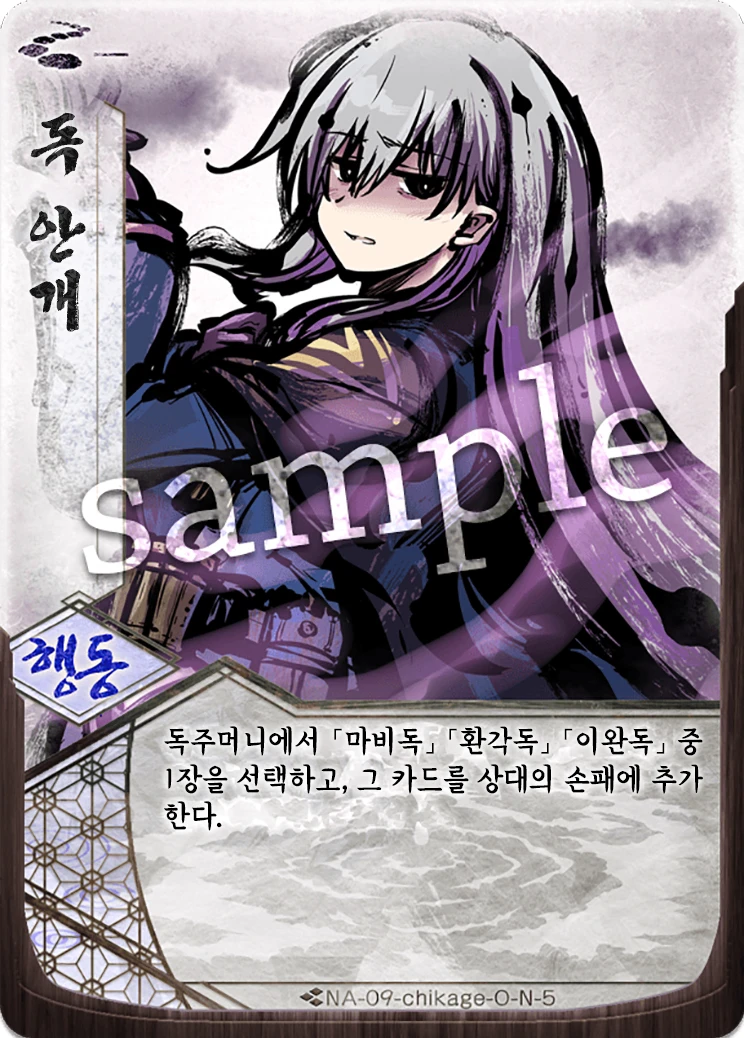 독 안개
sample
행동
독주머니에서 「마비독」「환각독」「이완독」 중
1장을 선택하고, 그 카드를 상대의 손패에 추가
한다.
NA-09-chikage-O-N-5